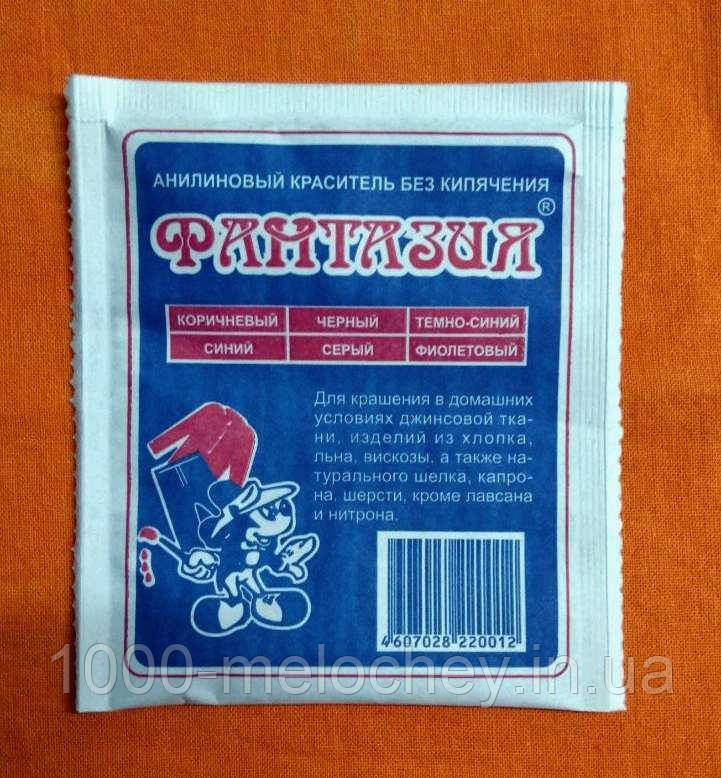 АНИЛИНОВЫЙ КРАСИТЕЛЬ БЕЗ КИПЯЧЕНИЯ
ФАНТАЗИЯ ®
КОРИЧНЕВЫЙ ЧЕРНЫЙ ТЕМНО-СИНИЙ
СИНИЙ СЕРЫЙ ФИОЛЕТОВЫЙ
Для крашения в домашних
условиях джинсовой тка-
ни, изделий из хлопка,
льна, вискозы, а также на-
турального шелка, капро-
на, шерсти, кроме лавсана
и нитрона.
4607028 220012
1000-melochey.in.ua